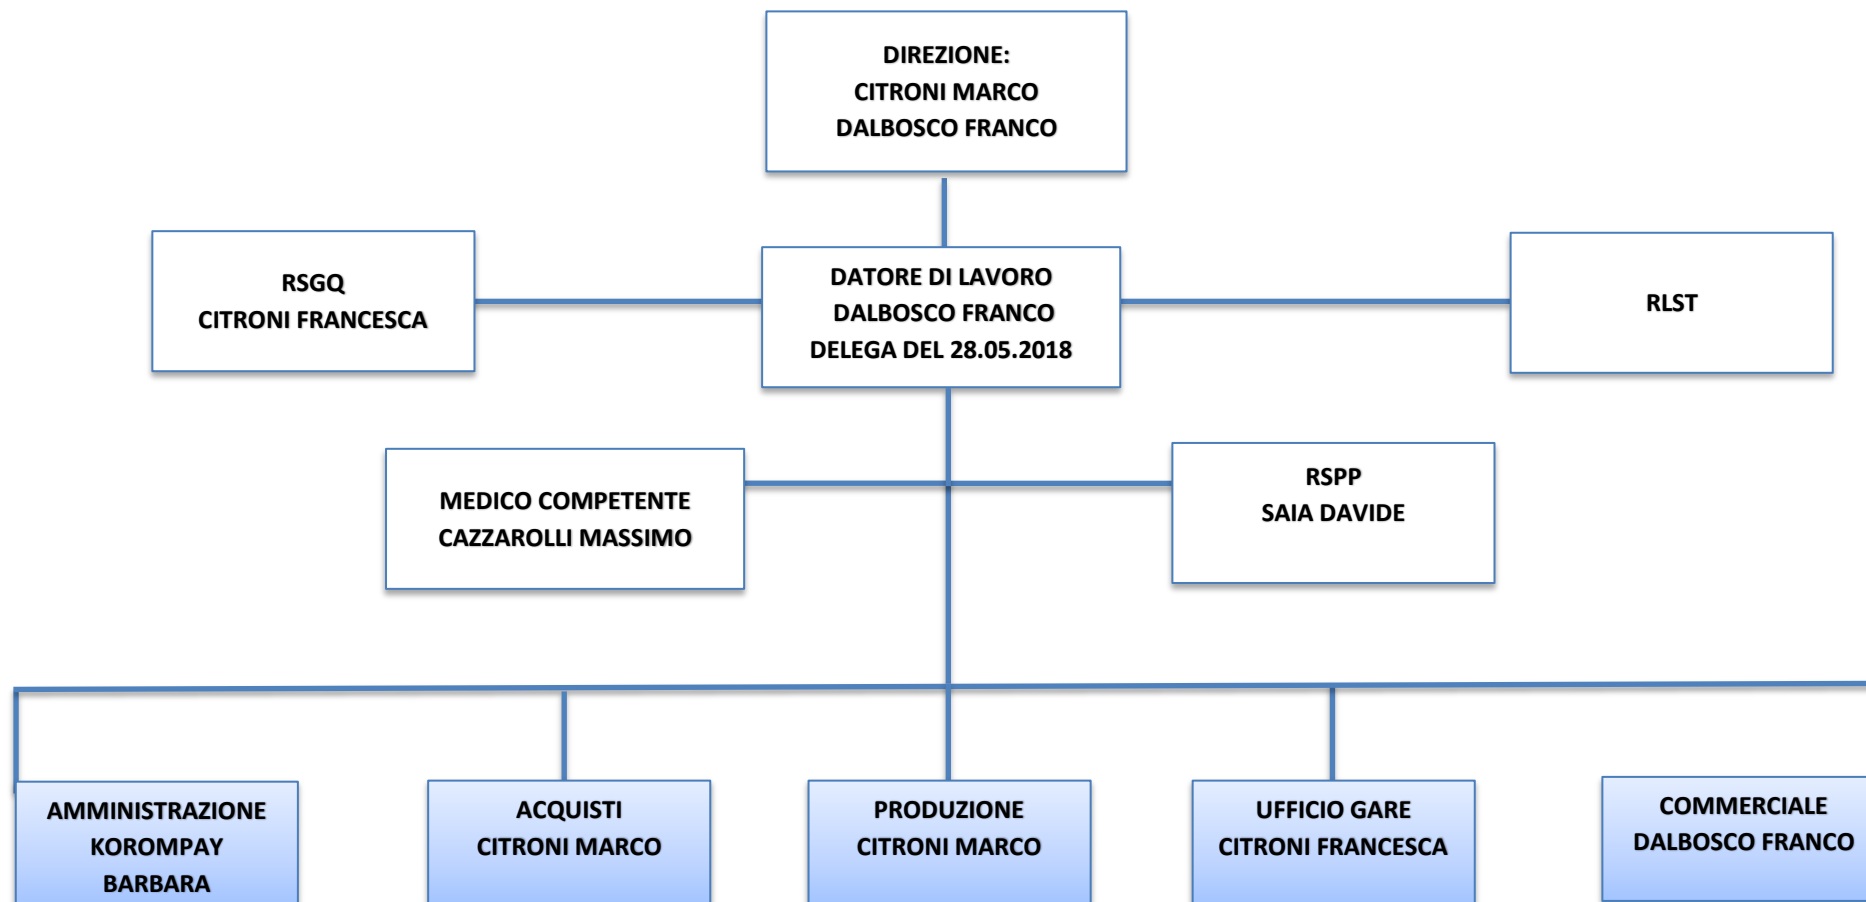 DIREZIONE:
CITRONI MARCO
DALBOSCO FRANCO
RSGQ
CITRONI FRANCESCA
DATORE DI LAVORO
DALBOSCO FRANCO
DELEGA DEL 28.05.2018
RLST
MEDICO COMPETENTE
CAZZAROLLI MASSIMO
RSPP
SAIA DAVIDE
AMMINISTRAZIONE
KOROMPAY
BARBARA
ACQUISTI
CITRONI MARCO
PRODUZIONE
CITRONI MARCO
UFFICIO GARE
CITRONI FRANCESCA
COMMERCIALE
DALBOSCO FRANCO